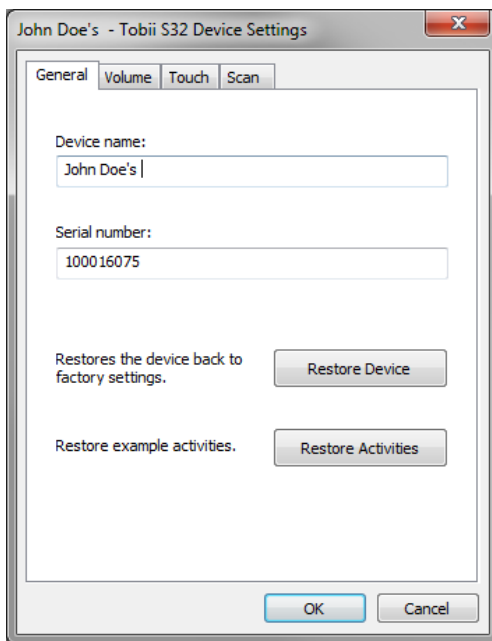 John Doe's - Tobii S32 Device Settings
General Volume Touch Scan
Device name:
John Doe's
Serial number:
100016075
Restores the device back to
factory settings.
Restore Device
Restore example activities.
Restore Activities
OK Cancel